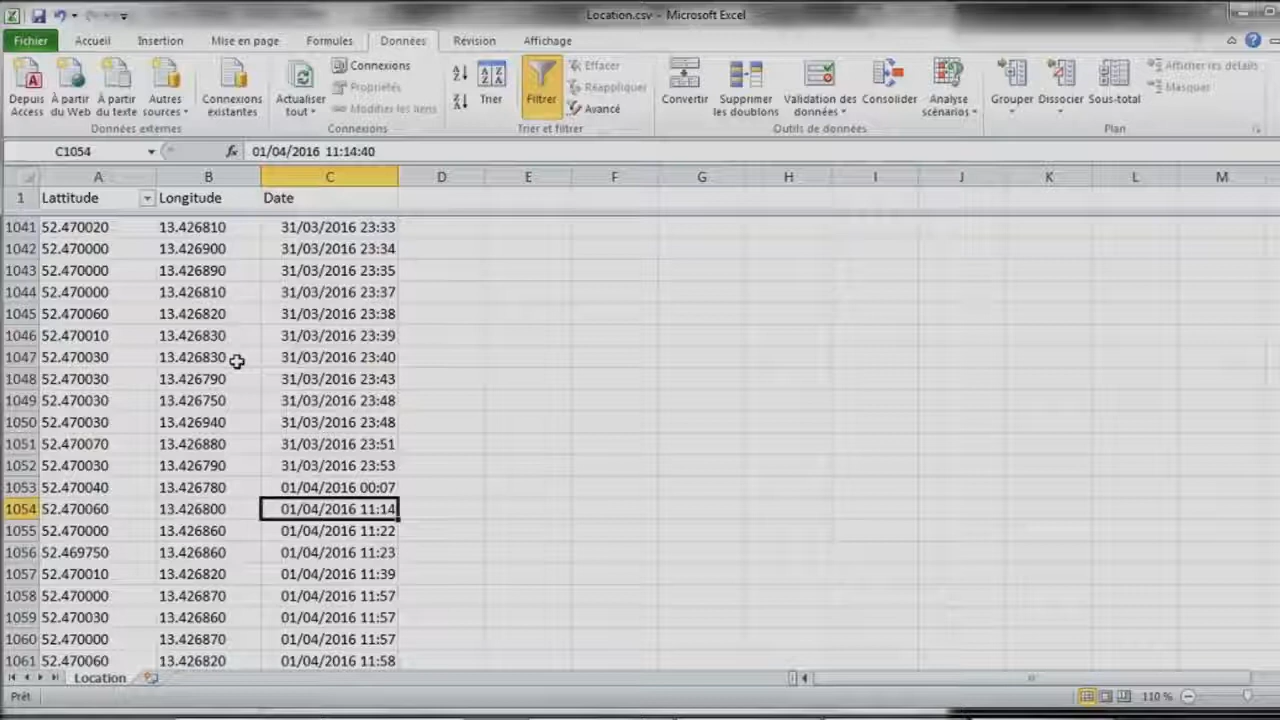 Location.csv – Microsoft Excel
Fichier Accueil Insertion Mise en page Formules Données Révision Affichage
Depuis Access À partir du Web À partir du texte Autres sources Connexions existantes
Données externes
Actualiser tout Connexions Propriétés Modifier les liens
Connexions
Trier Filtrer Effacer Réappliquer Avancé
Trier et filtrer
Convertir Supprimer les doublons Validation des données Consolider Analyse scénarios
Outils de données
Grouper Dissocier Sous-total Afficher les détails Masquer
Plan
C1054 fx 01/04/2016 11:14:40
A B C D E F G H I J K L M
1 Lattitude Longitude Date
1041 52.470020 13.426810 31/03/2016 23:33
1042 52.470000 13.426900 31/03/2016 23:34
1043 52.470000 13.426890 31/03/2016 23:35
1044 52.470000 13.426810 31/03/2016 23:37
1045 52.470060 13.426820 31/03/2016 23:38
1046 52.470010 13.426830 31/03/2016 23:39
1047 52.470030 13.426830 31/03/2016 23:40
1048 52.470030 13.426790 31/03/2016 23:43
1049 52.470030 13.426750 31/03/2016 23:48
1050 52.470030 13.426940 31/03/2016 23:48
1051 52.470070 13.426880 31/03/2016 23:51
1052 52.470030 13.426790 31/03/2016 23:53
1053 52.470040 13.426780 01/04/2016 00:07
1054 52.470060 13.426800 01/04/2016 11:14
1055 52.470000 13.426860 01/04/2016 11:22
1056 52.469750 13.426860 01/04/2016 11:23
1057 52.470010 13.426820 01/04/2016 11:39
1058 52.470000 13.426870 01/04/2016 11:57
1059 52.470030 13.426860 01/04/2016 11:57
1060 52.470000 13.426870 01/04/2016 11:57
1061 52.470060 13.426820 01/04/2016 11:58
Location
Prêt 110 %